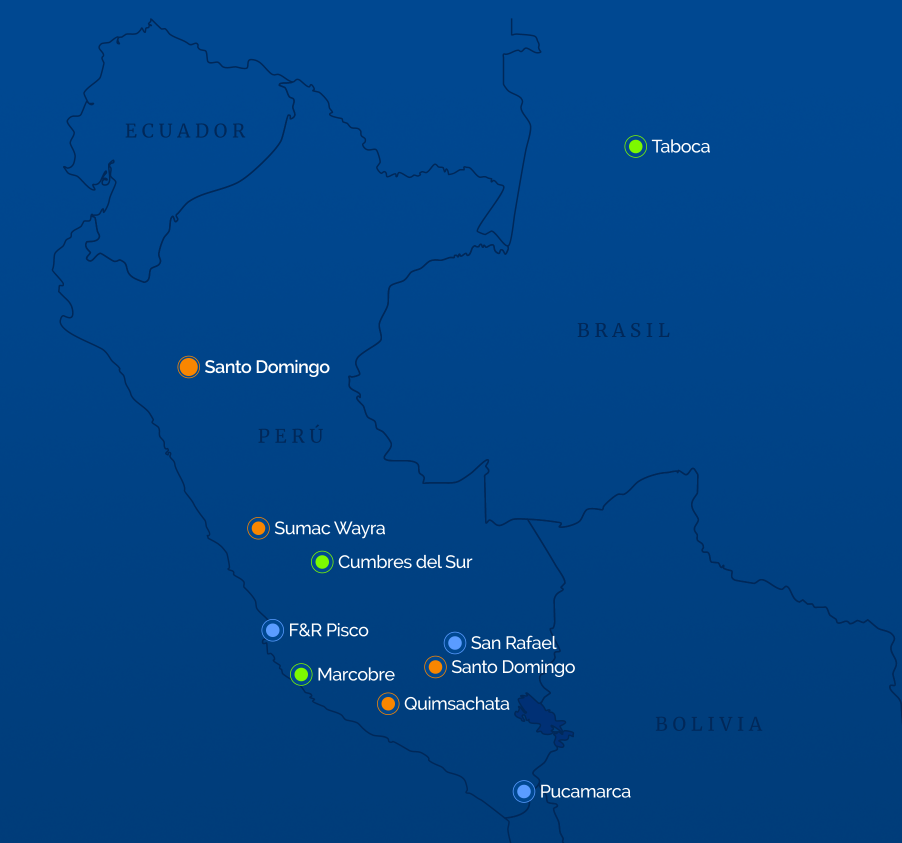 ECUADOR
Taboca
BRASIL
Santo Domingo
PERÚ
Sumac Wayra
Cumbres del Sur
F&R Pisco
San Rafael
Santo Domingo
Marcobre
Quimsachata
BOLIVIA
Pucamarca